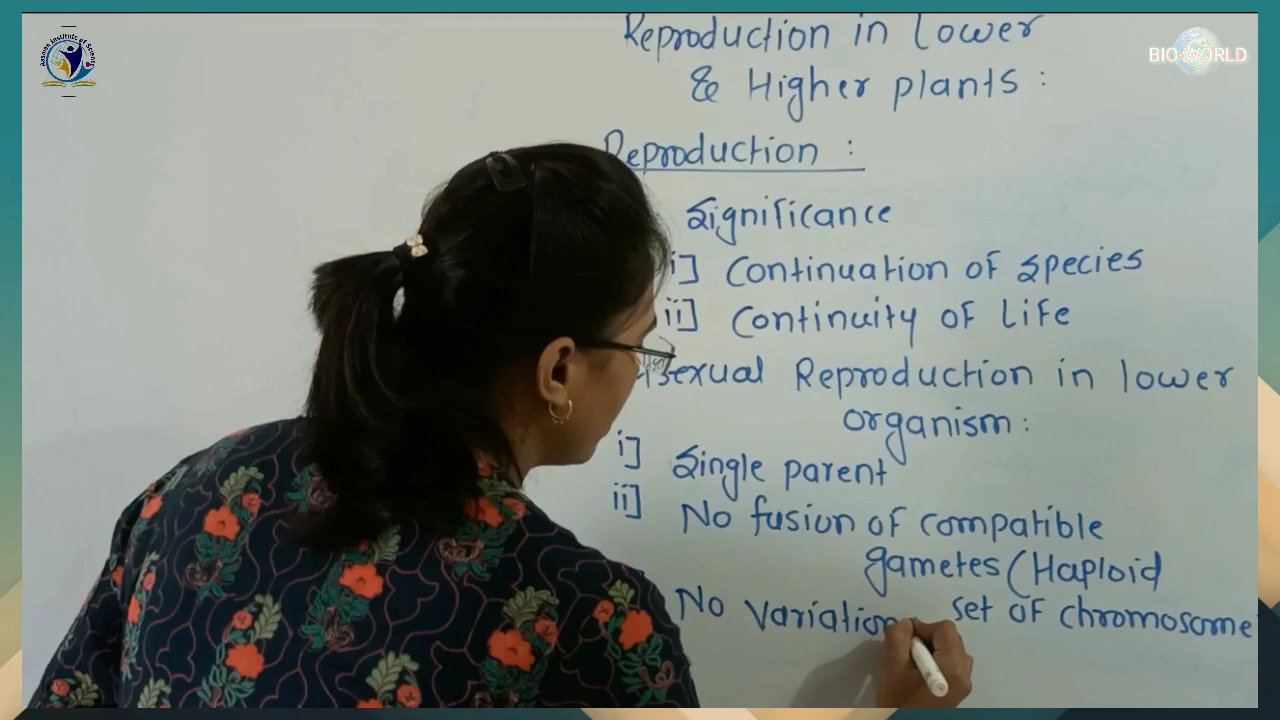 BIO-WORLD
Reproduction in lower
& Higher plants :
Reproduction :
Significance
i] Continuation of species
ii] Continuity of life
Asexual Reproduction in lower
organism :
i] Single parent
ii] No fusion of compatible
gametes (Haploid
set of chromosome
No Variation